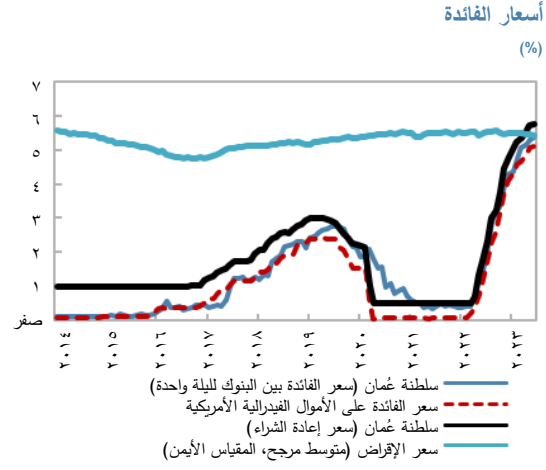 أسعار الفائدة
(%)
٧
٦
٥
٤
٣
٢
١
صفر
٢٠١٤ ٢٠١٥ ٢٠١٦ ٢٠١٧ ٢٠١٨ ٢٠١٩ ٢٠٢٠ ٢٠٢١ ٢٠٢٢ ٢٠٢٣
سلطنة عُمان (سعر الفائدة بين البنوك لليلة واحدة)
سعر الفائدة على الأموال الفيدرالية الأمريكية
سلطنة عُمان (سعر إعادة الشراء)
سعر الإقراض (متوسط مرجح، المقياس الأيمن)